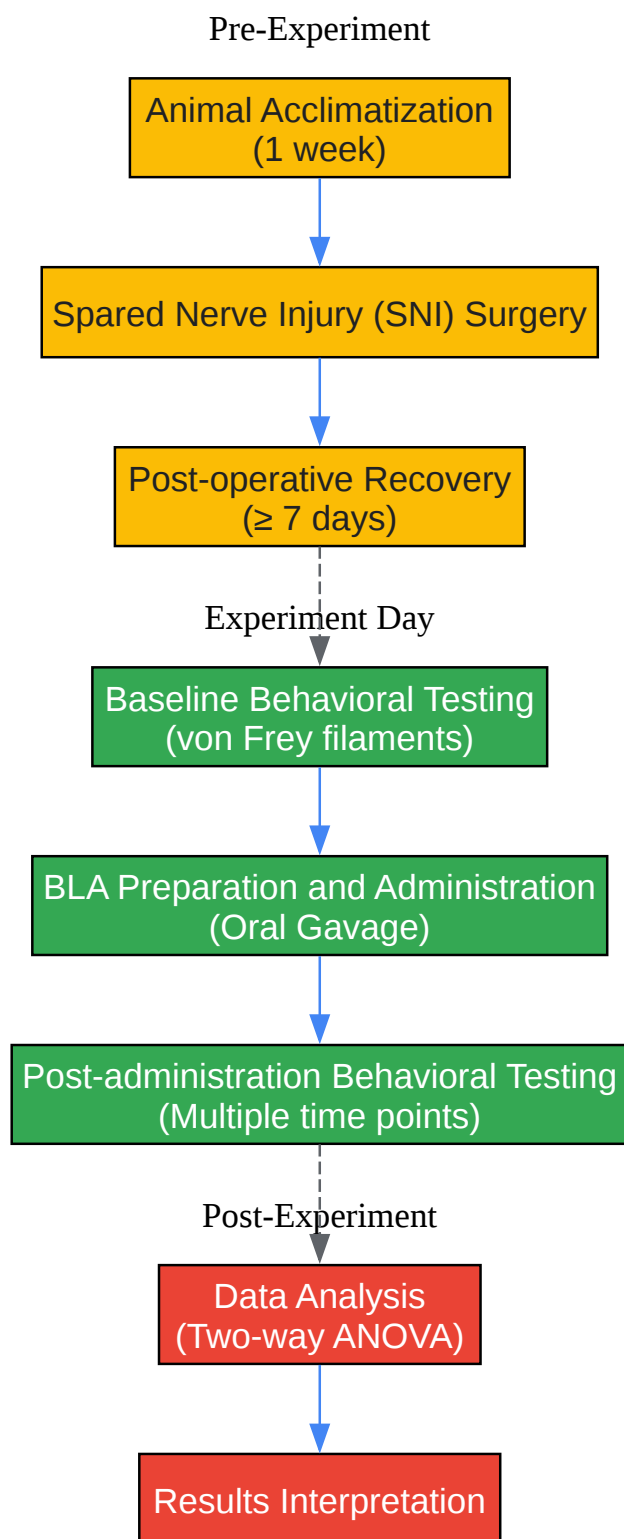 Pre-Experiment
Animal Acclimatization
(1 week)
Spared Nerve Injury (SNI) Surgery
Post-operative Recovery
(≥ 7 days)
Experiment Day
Baseline Behavioral Testing
(von Frey filaments)
BLA Preparation and Administration
(Oral Gavage)
Post-administration Behavioral Testing
(Multiple time points)
Post-Experiment
Data Analysis
(Two-way ANOVA)
Results Interpretation